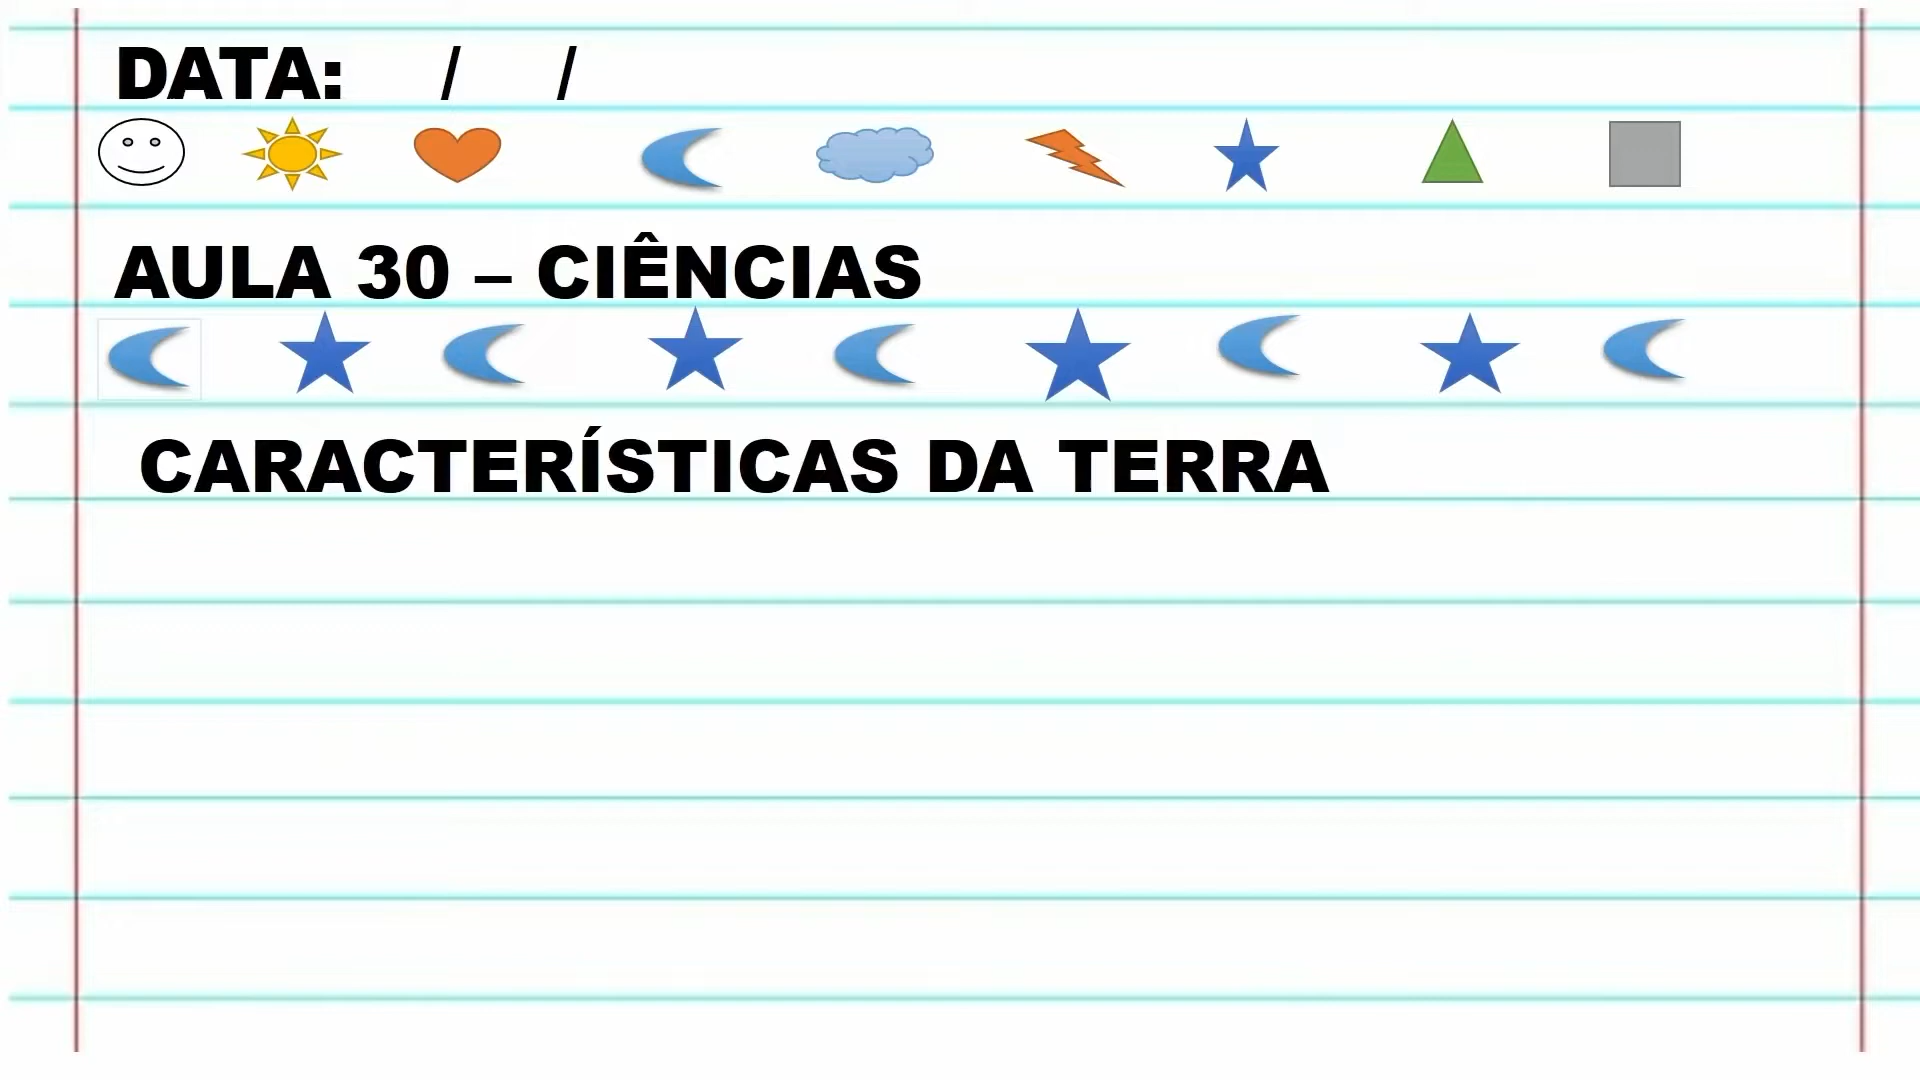 DATA: / /
AULA 30 – CIÊNCIAS
CARACTERÍSTICAS DA TERRA